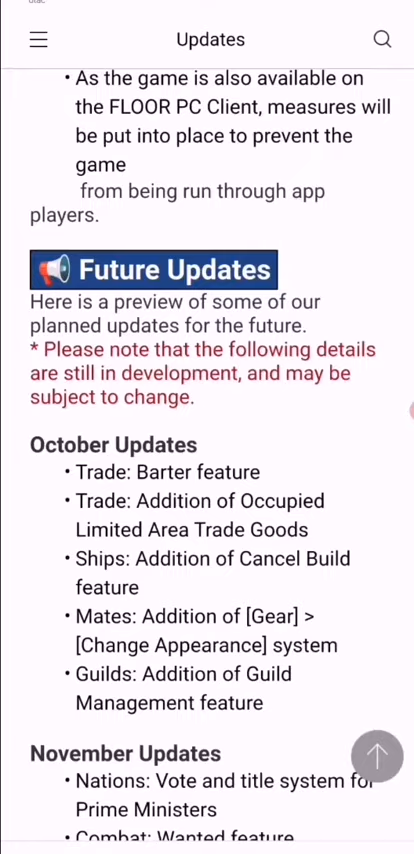 Updates
• As the game is also available on
the FLOOR PC Client, measures will
be put into place to prevent the
game
from being run through app
players.
📢 Future Updates
Here is a preview of some of our
planned updates for the future.
* Please note that the following details
are still in development, and may be
subject to change.
October Updates
• Trade: Barter feature
• Trade: Addition of Occupied
Limited Area Trade Goods
• Ships: Addition of Cancel Build
feature
• Mates: Addition of [Gear] >
[Change Appearance] system
• Guilds: Addition of Guild
Management feature
November Updates
• Nations: Vote and title system for
Prime Ministers
• Combat: Wanted feature